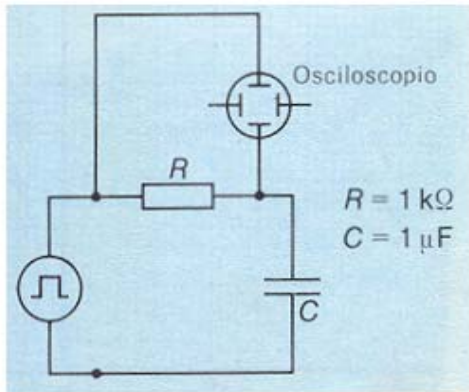 Osciloscopio
R
R = 1 kΩ
C = 1 µF
C